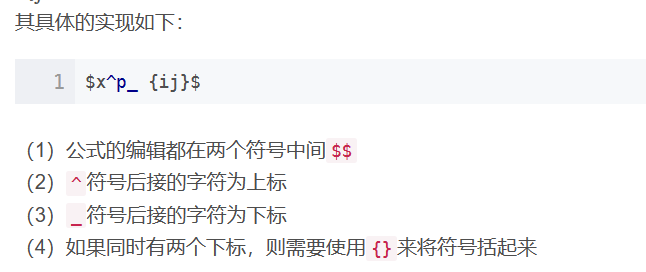 其具体的实现如下：
1 $x^p_ {ij}$
（1）公式的编辑都在两个符号中间$$
（2）^符号后接的字符为上标
（3）_符号后接的字符为下标
（4）如果同时有两个下标，则需要使用{}来将符号括起来